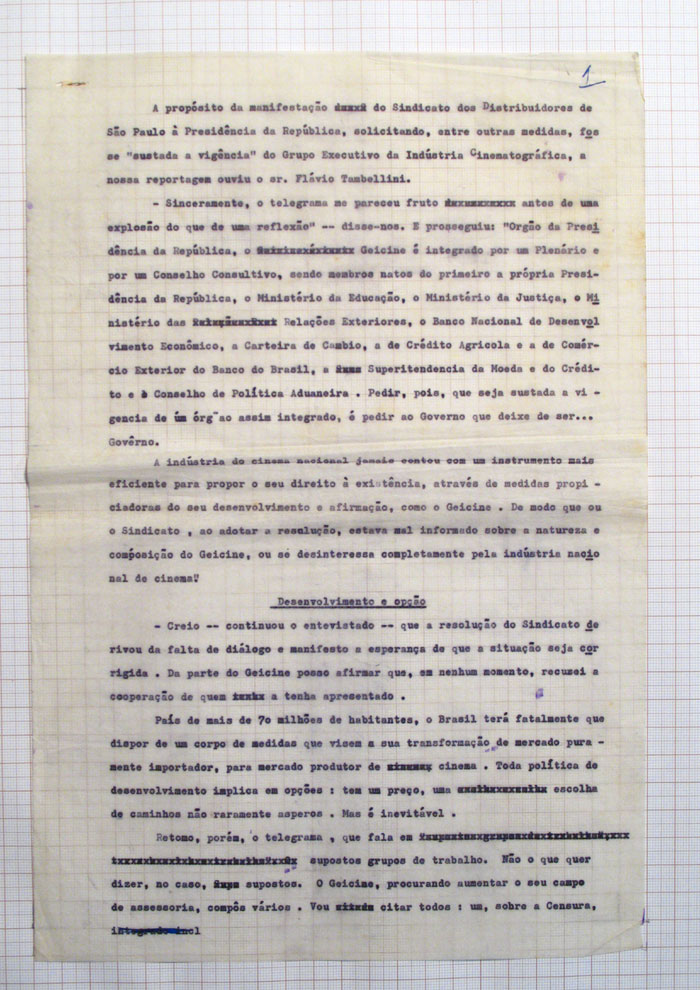 1
A propósito da manifestação do Sindicato dos Distribuidores de
São Paulo à Presidência da República, solicitando, entre outras medidas, fos
se "sustada a vigência" do Grupo Executivo da Indústria Cinematográfica, a
nossa reportagem ouviu o sr. Flávio Tambellini.
- Sinceramente, o telegrama me pareceu fruto antes de uma
explosão do que de uma reflexão" -- disse-nos. E prosseguiu: "Orgão da Presi
dência da República, o Geicine é integrado por um Plenário e
por um Conselho Consultivo, sendo membros natos do primeiro a própria Presi-
dência da República, o Ministério da Educação, o Ministério da Justiça, o Mi
nistério das Relações Exteriores, o Banco Nacional de Desenvol
vimento Econômico, a Carteira de Cambio, a de Crédito Agricola e a de Comér-
cio Exterior do Banco do Brasil, a Superitendencia da Moeda e do Crédi-
to e o Conselho de Política Aduaneira . Pedir, pois, que seja sustada a vi -
gencia de um órg~ao assim integrado, é pedir ao Governo que deixe de ser...
Govêrno.
A indústria do cinema nacional jamais contou com um instrumento mais
eficiente para propor o seu direito à existência, através de medidas propi -
ciadoras do seu desenvolvimento e afirmação, como o Geicine . De modo que ou
o Sindicato , ao adotar a resolução, estava mal informado sobre a natureza e
composição do Geicine, ou se desinteressa completamente pela indústria nacio
nal de cinema"
Desenvolvimento e opção
- Creio -- continuou o entevistado -- que a resolução do Sindicato de
rivou da falta de diálogo e manifesto a esperança de que a situação seja cor
rigida . Da parte do Geicine posso afirmar que, em nenhum momento, recusei a
cooperação de quem a tenha apresentado .
País de mais de 70 milhões de habitantes, o Brasil terá fatalmente que
dispor de um corpo de medidas que visem a sua transformação de mercado pura -
mente importador, para mercado produtor de cinema . Toda política de
desenvolvimento implica em opções : tem um preço, uma escolha
de caminhos não raramente asperos . Mas é inevitável .
Retomo, porém, o telegrama , que fala em
supostos grupos de trabalho. Não o que quer
dizer, no caso, supostos. O Geicine, procurando aumentar o seu campo
de assessoria, compôs vários . Vou citar todos : um, sobre a Censura,
integrado incl